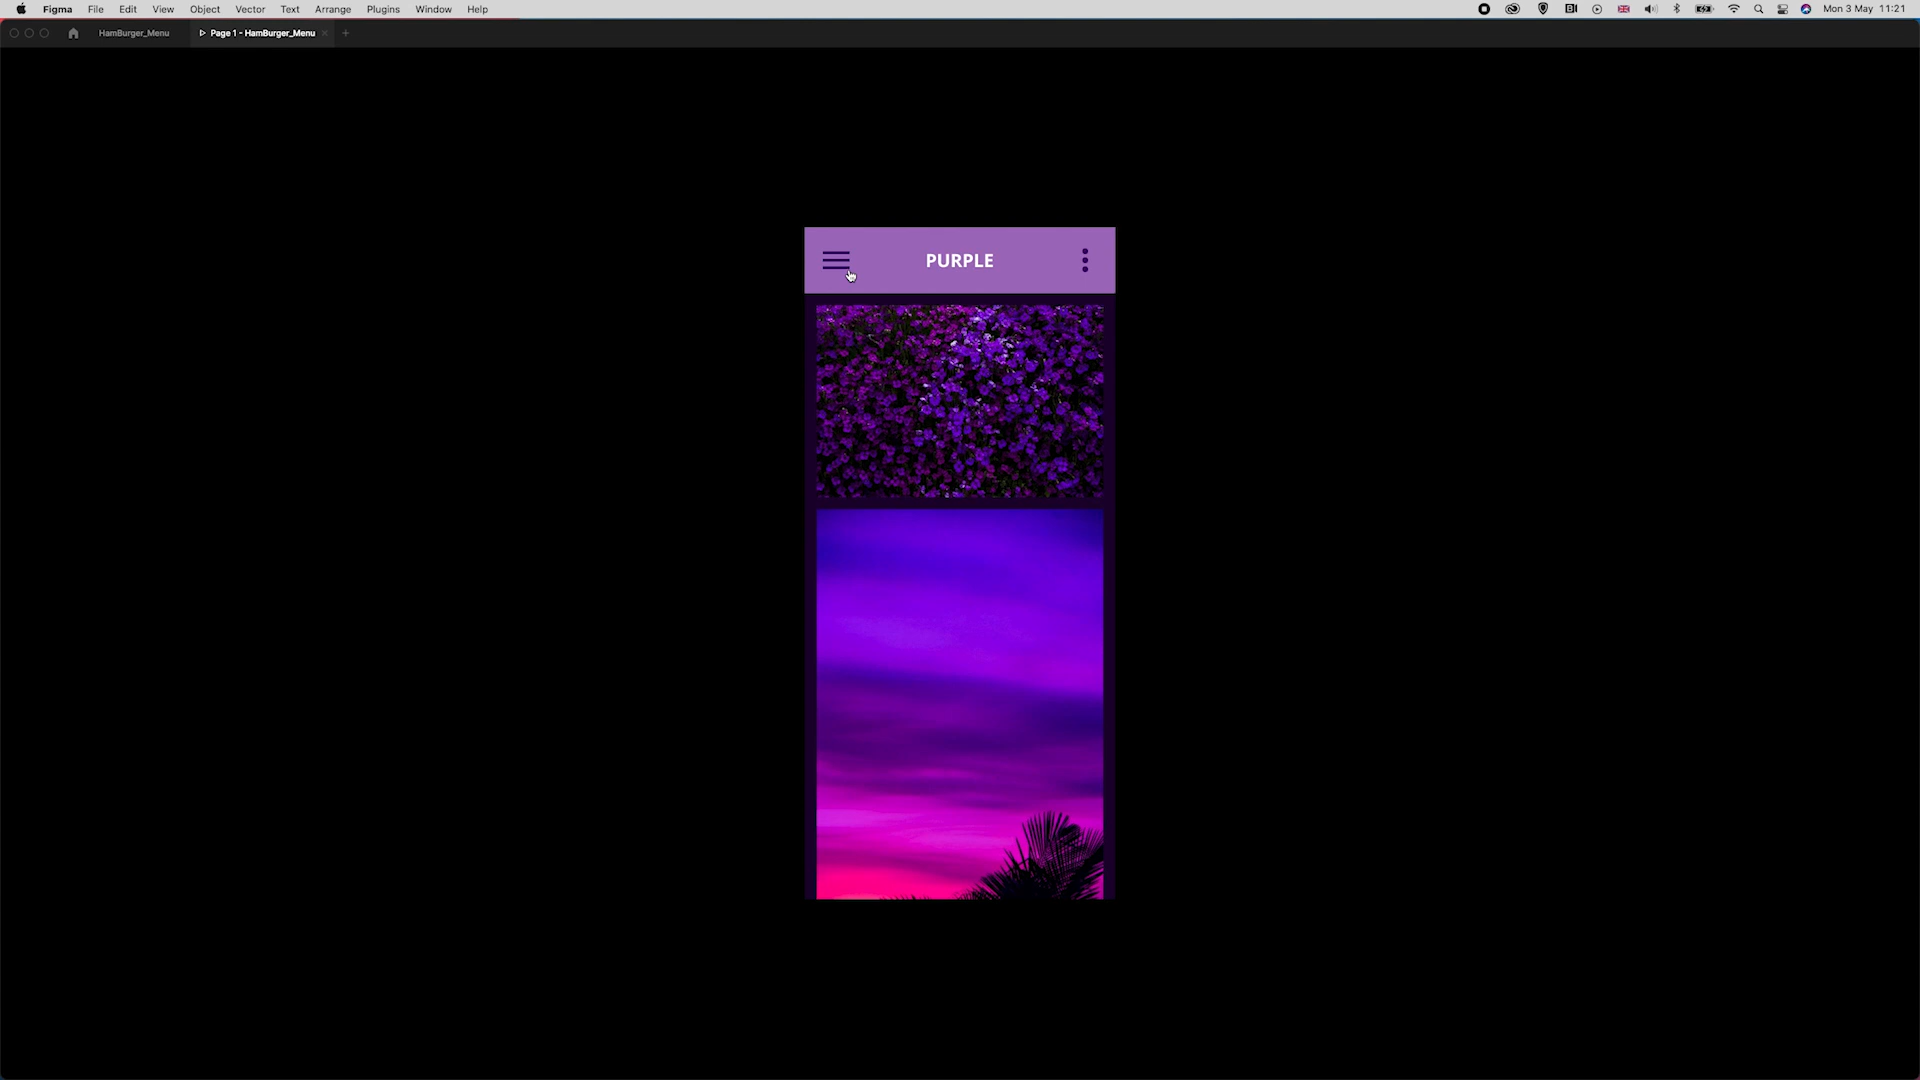 Figma File Edit View Object Vector Text Arrange Plugins Window Help Mon 3 May 11:21
HamBurger_Menu Page 1 - HamBurger_Menu
PURPLE